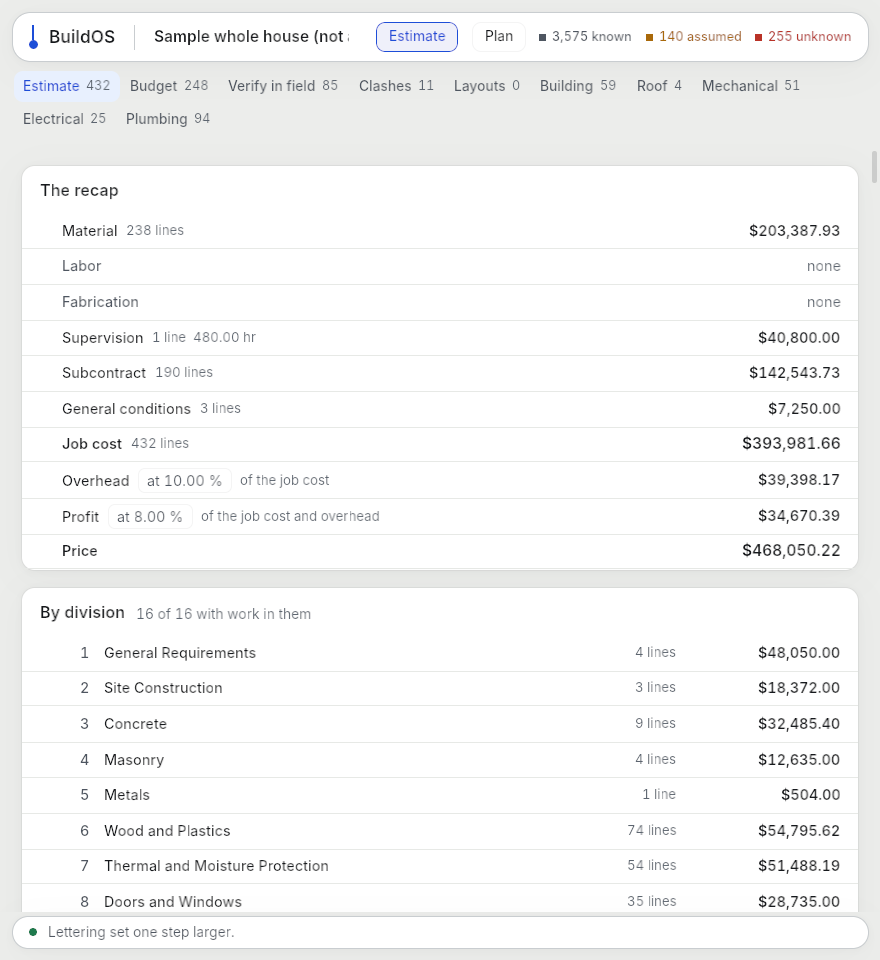 BuildOS Sample whole house (not Estimate Plan 3,575 known 140 assumed 255 unknown
Estimate 432 Budget 248 Verify in field 85 Clashes 11 Layouts 0 Building 59 Roof 4 Mechanical 51
Electrical 25 Plumbing 94
The recap
Material 238 lines $203,387.93
Labor none
Fabrication none
Supervision 1 line 480.00 hr $40,800.00
Subcontract 190 lines $142,543.73
General conditions 3 lines $7,250.00
Job cost 432 lines $393,981.66
Overhead at 10.00 % of the job cost $39,398.17
Profit at 8.00 % of the job cost and overhead $34,670.39
Price $468,050.22
By division 16 of 16 with work in them
1 General Requirements 4 lines $48,050.00
2 Site Construction 3 lines $18,372.00
3 Concrete 9 lines $32,485.40
4 Masonry 4 lines $12,635.00
5 Metals 1 line $504.00
6 Wood and Plastics 74 lines $54,795.62
7 Thermal and Moisture Protection 54 lines $51,488.19
8 Doors and Windows 35 lines $28,735.00
Lettering set one step larger.